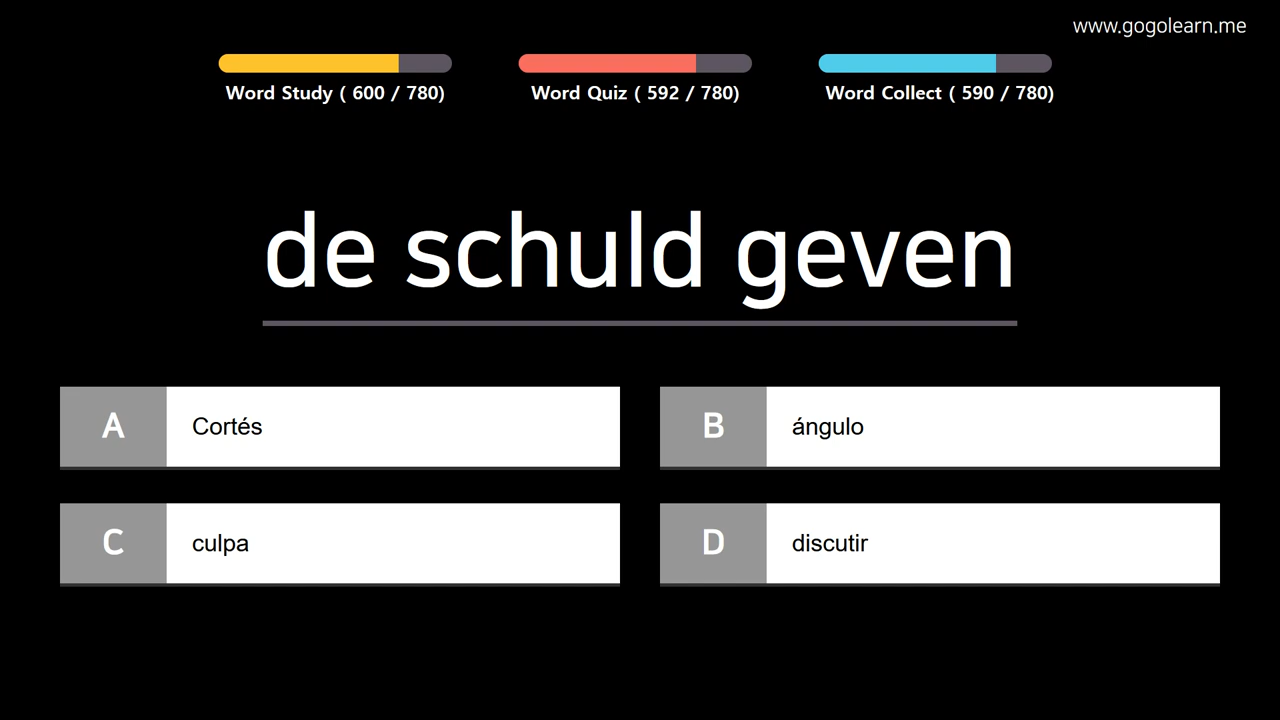 www.gogolearn.me
Word Study ( 600 / 780)
Word Quiz ( 592 / 780)
Word Collect ( 590 / 780)
de schuld geven
A Cortés
B ángulo
C culpa
D discutir